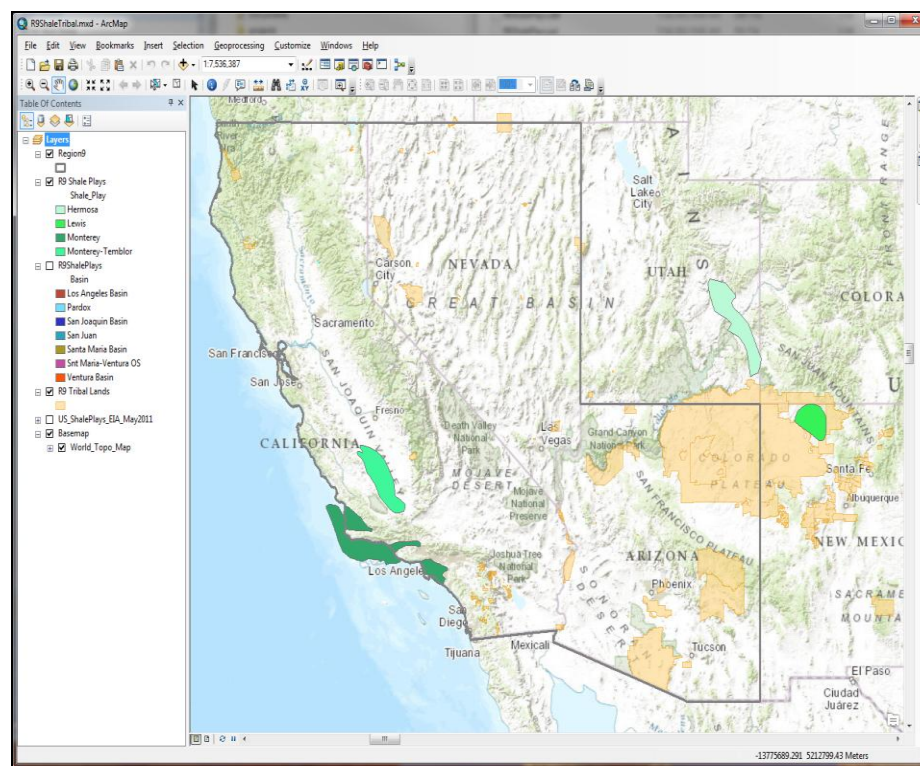 R9ShaleTribal.mxd - ArcMap
File Edit View Bookmarks Insert Selection Geoprocessing Customize Windows Help
1:7,536,387
Table Of Contents
Layers
Region9
R9 Shale Plays
Shale_Play
Hermosa
Lewis
Monterey
Monterey-Temblor
R9ShalePlays
Basin
Los Angeles Basin
Pardox
San Joaquin Basin
San Juan
Santa Maria Basin
Snt Maria-Ventura OS
Ventura Basin
R9 Tribal Lands
US_ShalePlays_EIA_May2011
Basemap
World_Topo_Map
Medford
Salt
Lake
City
Carson
City
NEVADA
UTAH
GREAT BASIN
COLORA
Sacramento
San Francisco
San Jose
SAN JOAQUIN VALLEY
Fresno
CALIFORNIA
Death Valley
National
Park
Las
Vegas
Grand Canyon
National Park
SAN JUAN MOUNTAINS
COLORADO
PLATEAU
Santa Fe
Albuquerque
MOJAVE
DESERT
Mojave
National
Preserve
SAN FRANCISCO PLATEAU
NEW MEXIC
Los Angeles
Joshua Tree
National
Park
ARIZONA
Phoenix
SONORAN
DESERT
SACRAME
MOUNTA
San
Diego
Tijuana
Mexicali
Tucson
El Paso
Ciudad
Juárez
-13775689.291 5212799.43 Meters